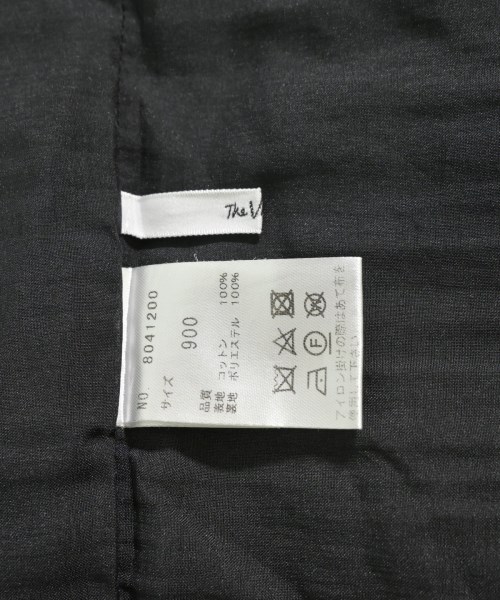 The
NO. 8041200
サイズ
900
品質
表地 コットン 100%
裏地 ポリエステル 100%
F
W
アイロン掛けの際はあて布を
使用して下さい